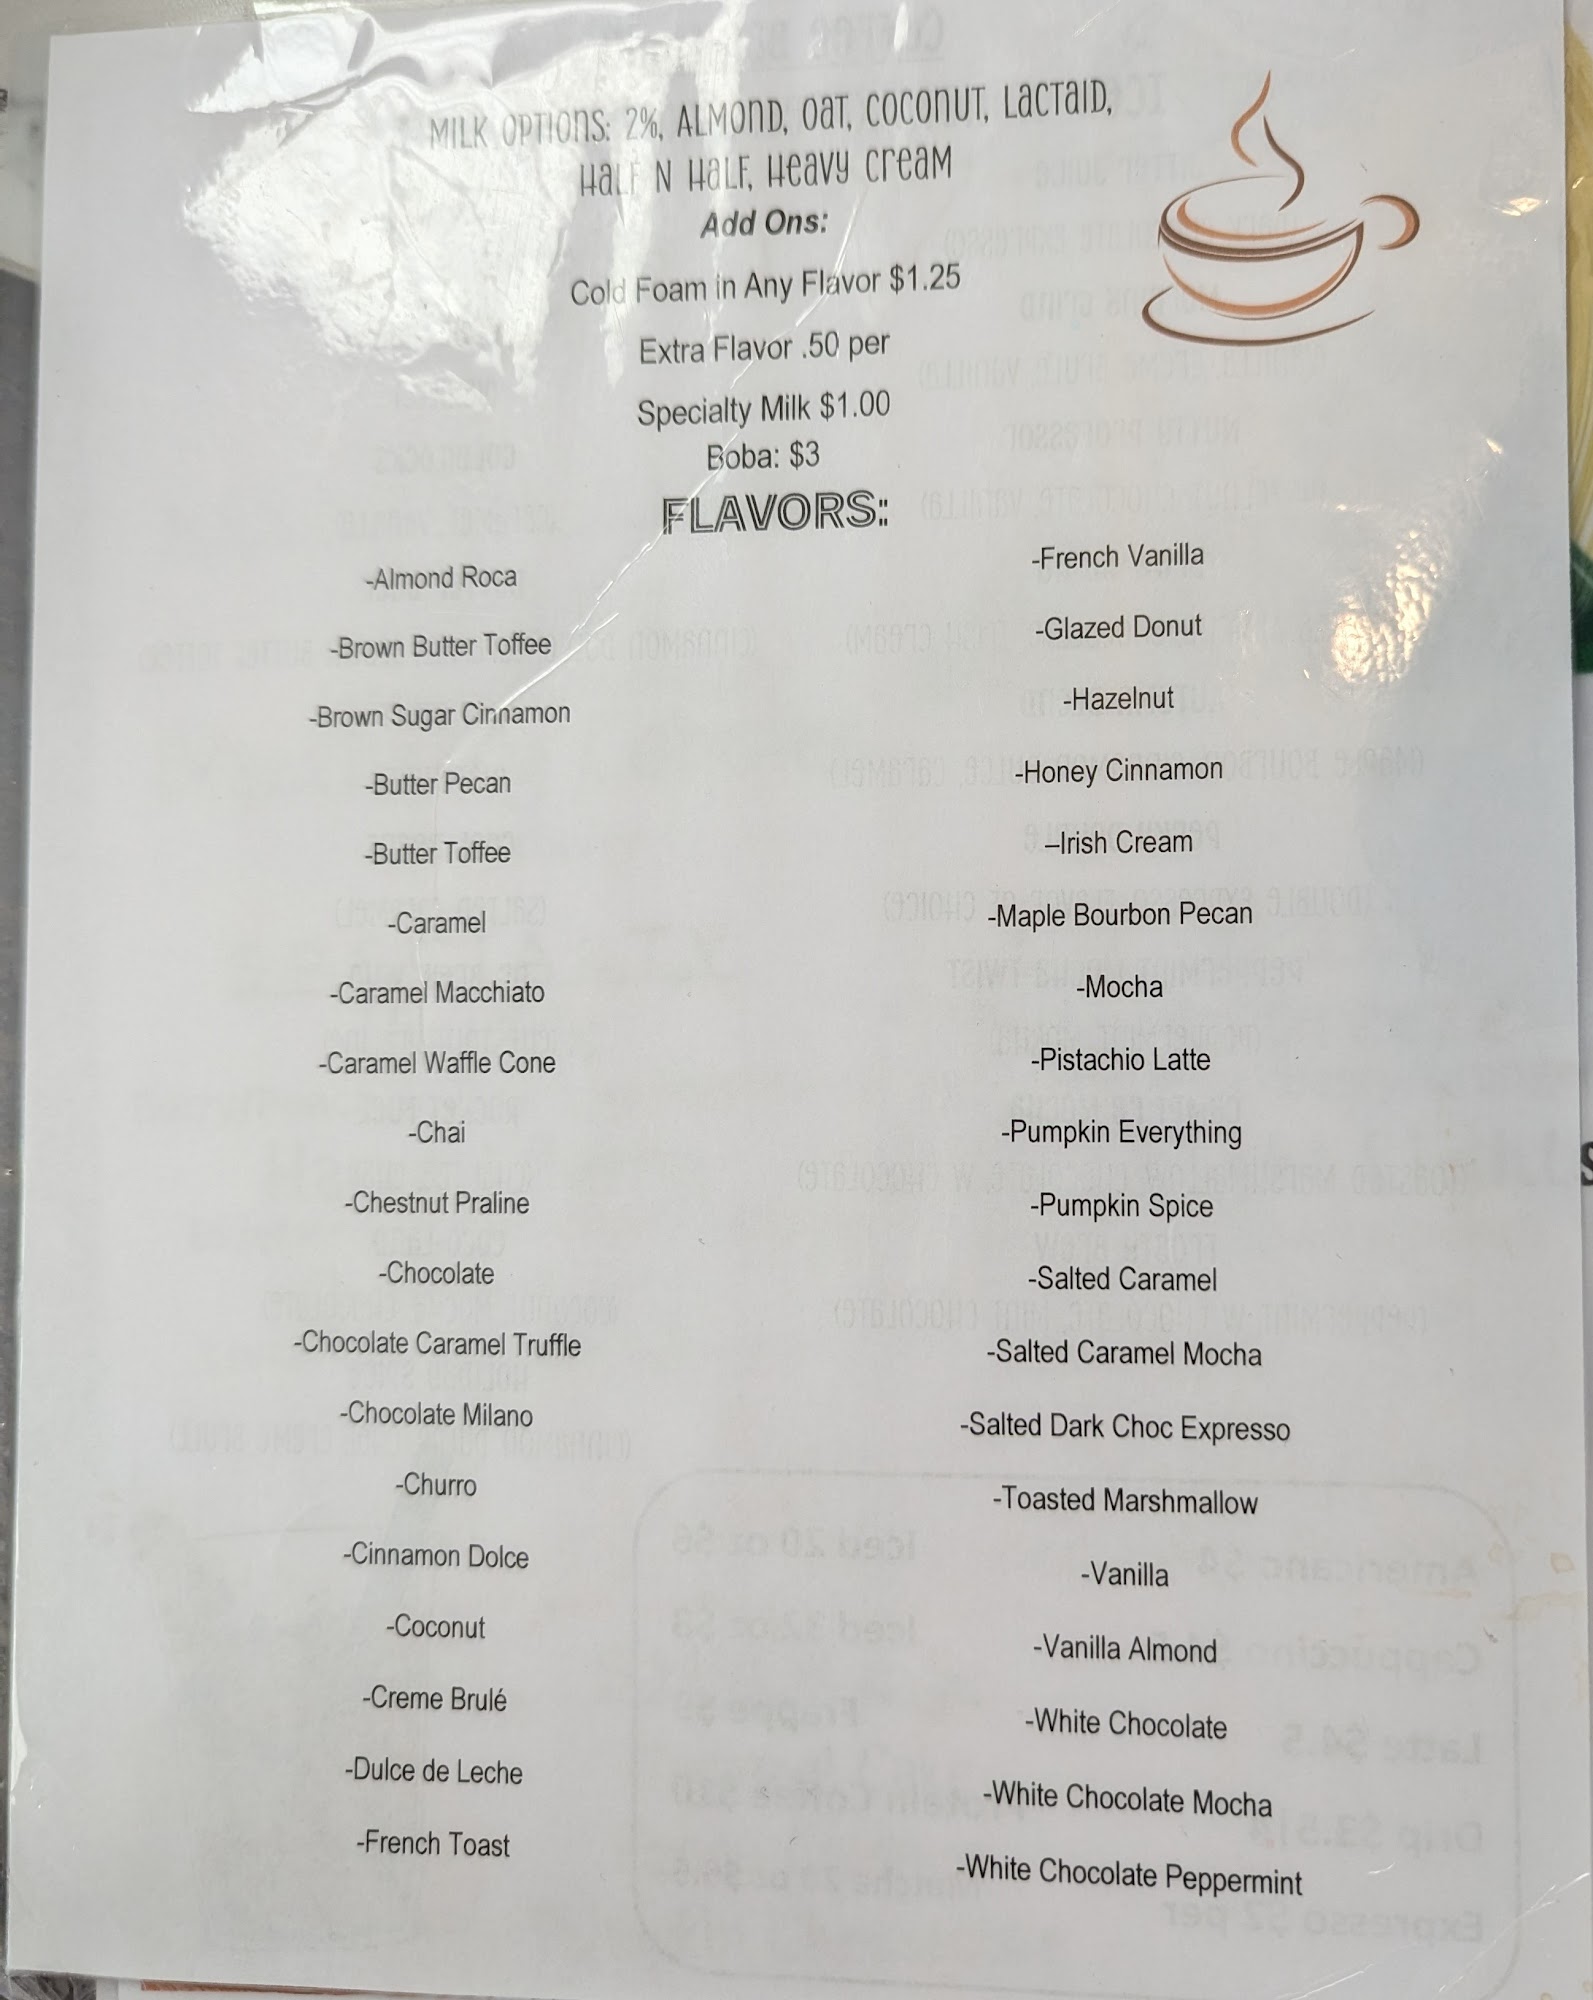 MILK OPTIONS: 2%, ALMOND, OAT, COCONUT, LACTAID,
HALF N HALF, HEAVY CREAM
Add Ons:
Cold Foam in Any Flavor $1.25
Extra Flavor .50 per
Specialty Milk $1.00
Boba: $3
FLAVORS:
-Almond Roca
-Brown Butter Toffee
-Brown Sugar Cinnamon
-Butter Pecan
-Butter Toffee
-Caramel
-Caramel Macchiato
-Caramel Waffle Cone
-Chai
-Chestnut Praline
-Chocolate
-Chocolate Caramel Truffle
-Chocolate Milano
-Churro
-Cinnamon Dolce
-Coconut
-Creme Brulé
-Dulce de Leche
-French Toast
-French Vanilla
-Glazed Donut
-Hazelnut
-Honey Cinnamon
–Irish Cream
-Maple Bourbon Pecan
-Mocha
-Pistachio Latte
-Pumpkin Everything
-Pumpkin Spice
-Salted Caramel
-Salted Caramel Mocha
-Salted Dark Choc Expresso
-Toasted Marshmallow
-Vanilla
-Vanilla Almond
-White Chocolate
-White Chocolate Mocha
-White Chocolate Peppermint